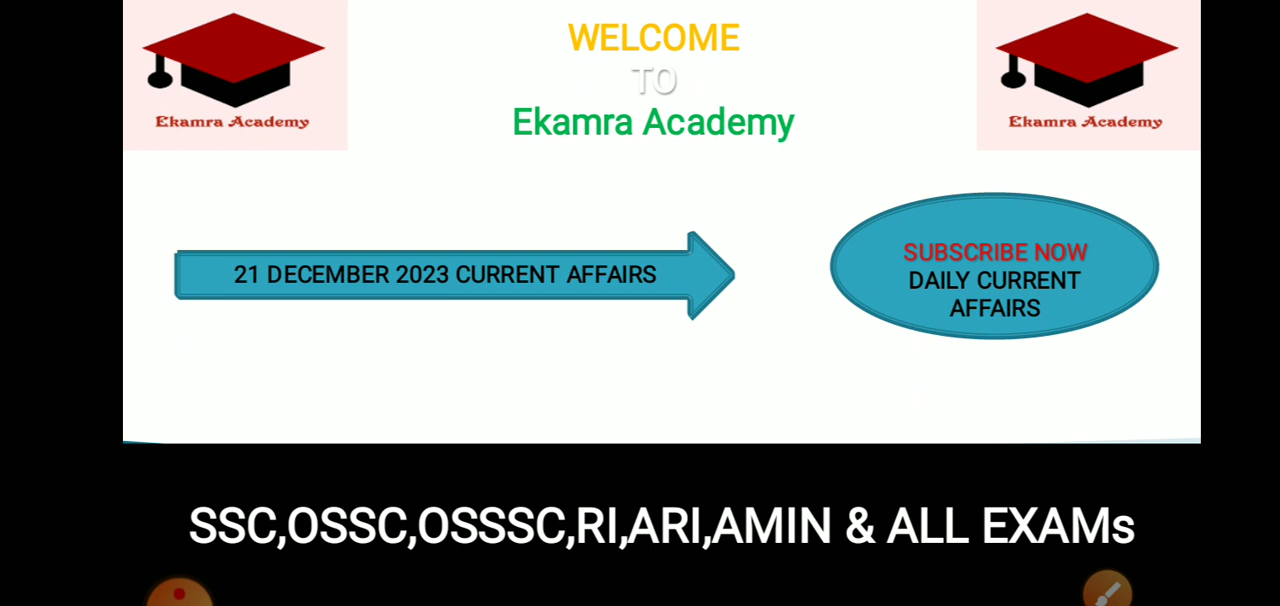 WELCOME
TO
Ekamra Academy
Ekamra Academy
Ekamra Academy
21 DECEMBER 2023 CURRENT AFFAIRS
SUBSCRIBE NOW
DAILY CURRENT
AFFAIRS
SSC,OSSC,OSSSC,RI,ARI,AMIN & ALL EXAMs